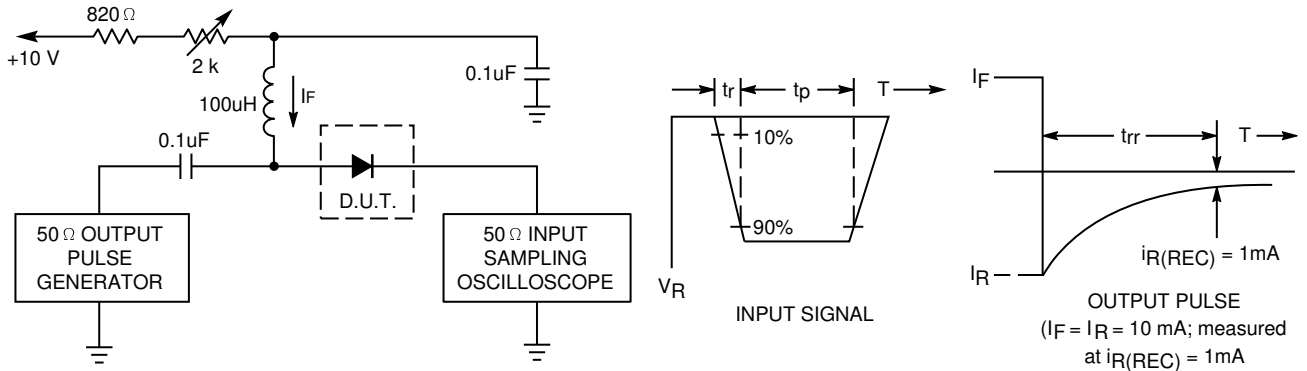 820 Ω
+10 V
2 k
100uH
IF
0.1uF
0.1uF
D.U.T.
50 Ω OUTPUT
PULSE
GENERATOR
50 Ω INPUT
SAMPLING
OSCILLOSCOPE
tr
tp
T
10%
90%
VR
INPUT SIGNAL
IF
trr
T
IR
iR(REC) = 1mA
OUTPUT PULSE
(IF = IR = 10 mA; measured
at iR(REC) = 1mA